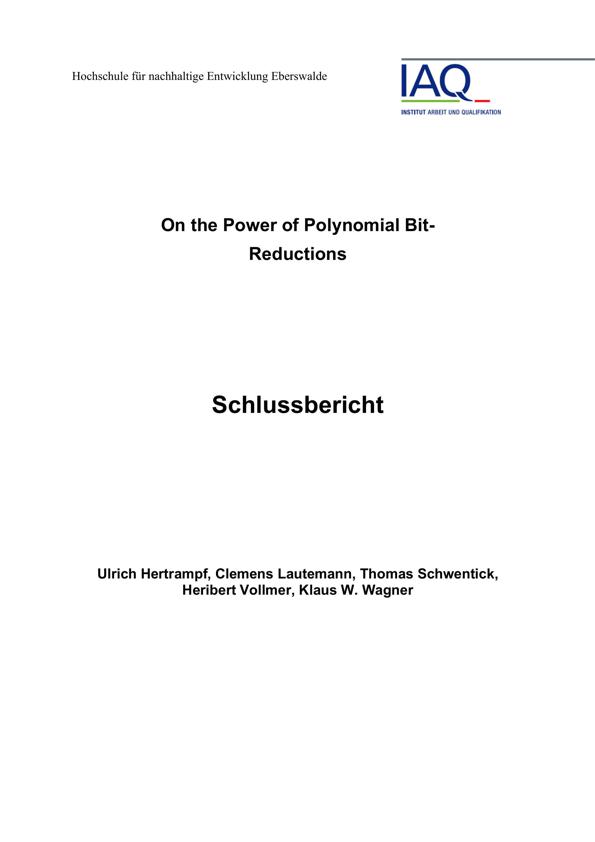 Hochschule für nachhaltige Entwicklung Eberswalde
IAQ
INSTITUT ARBEIT UND QUALIFIKATION
On the Power of Polynomial Bit-
Reductions
Schlussbericht
Ulrich Hertrampf, Clemens Lautemann, Thomas Schwentick,
Heribert Vollmer, Klaus W. Wagner